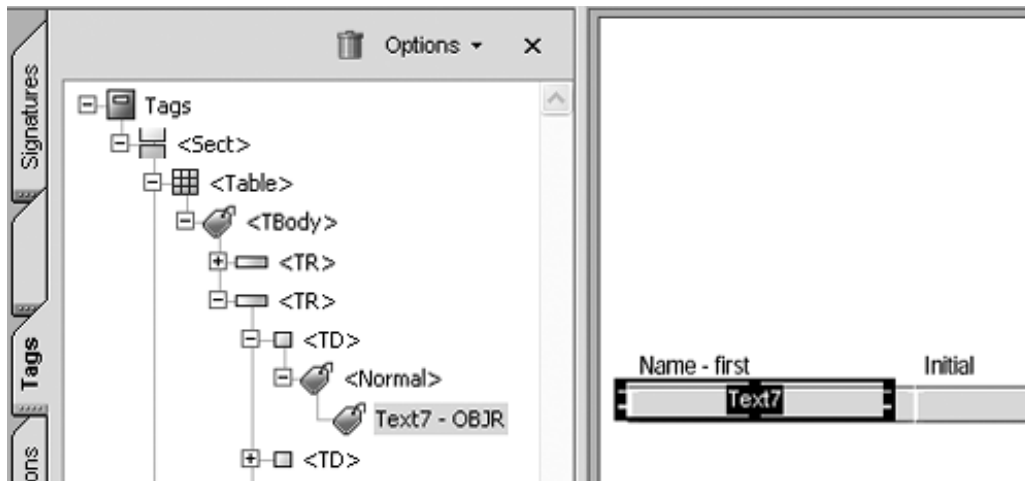 Options
Signatures
Tags
<Sect>
<Table>
<TBody>
<TR>
<TR>
<TD>
<Normal>
Text7 - OBJR
<TD>
Tags
ons
Name - first Initial
Text7